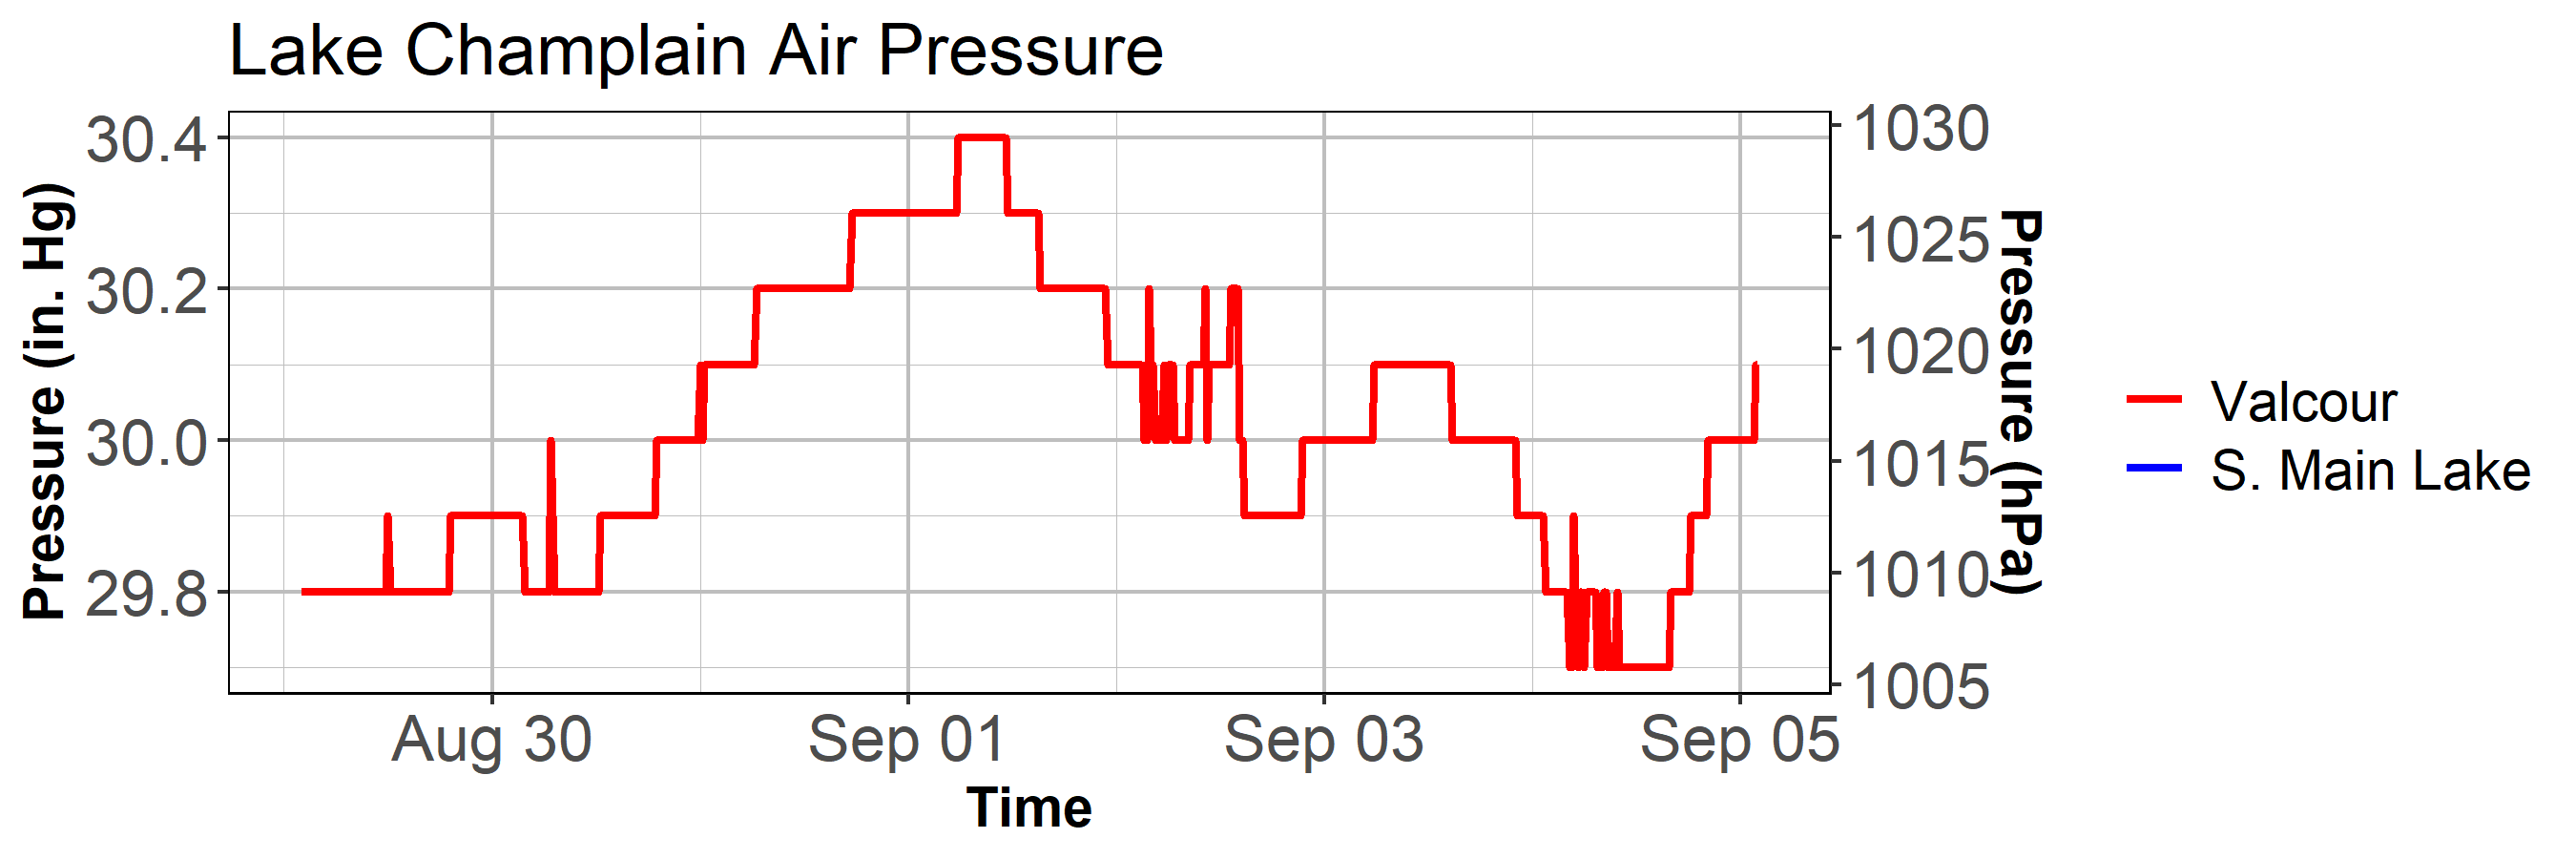 Lake Champlain Air Pressure
Pressure (in. Hg)
30.4
30.2
30.0
29.8
1030
1025
1020
1015
1010
1005
Pressure (hPa)
Aug 30
Sep 01
Sep 03
Sep 05
Time
Valcour
S. Main Lake